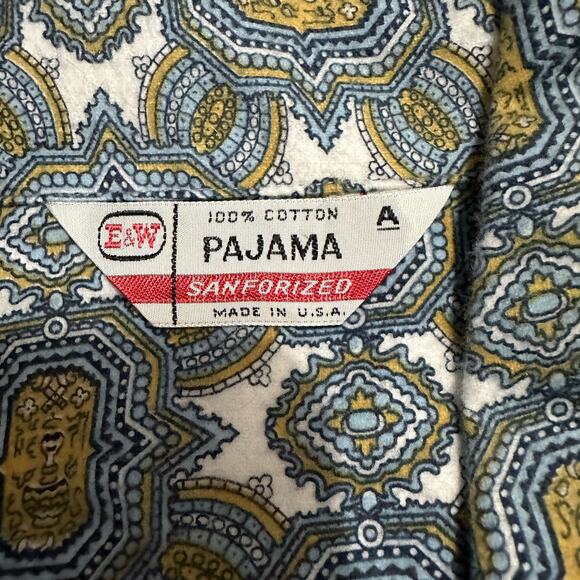 E&W
100% COTTON
A
PAJAMA
SANFORIZED
MADE IN U.S.A.